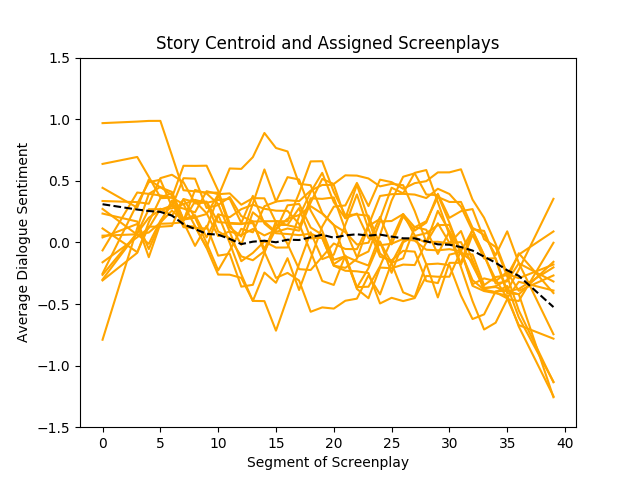 Story Centroid and Assigned Screenplays
1.5
1.0
0.5
0.0
−0.5
−1.0
−1.5
Average Dialogue Sentiment
0 5 10 15 20 25 30 35 40
Segment of Screenplay